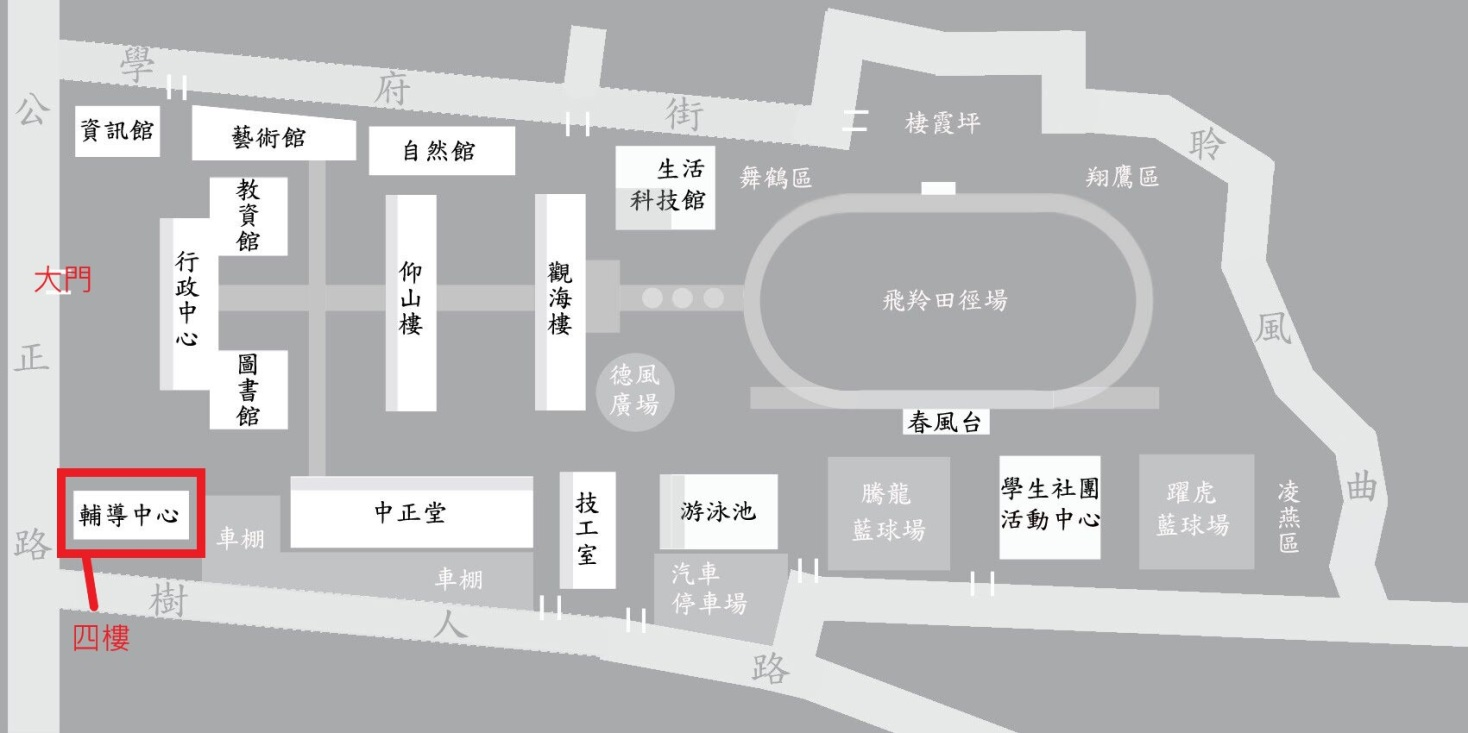 學府街
公正路
聆風曲
樹人路
資訊館
藝術館
自然館
生活
科技館
棲霞坪
舞鶴區
翔鷹區
教資館
大門
行政中心
仰山樓
觀海樓
飛羚田徑場
圖書館
德風
廣場
春風台
輔導中心
車棚
中正堂
技工室
游泳池
騰龍
藍球場
學生社團
活動中心
躍虎
藍球場
凌燕區
車棚
汽車
停車場
四樓